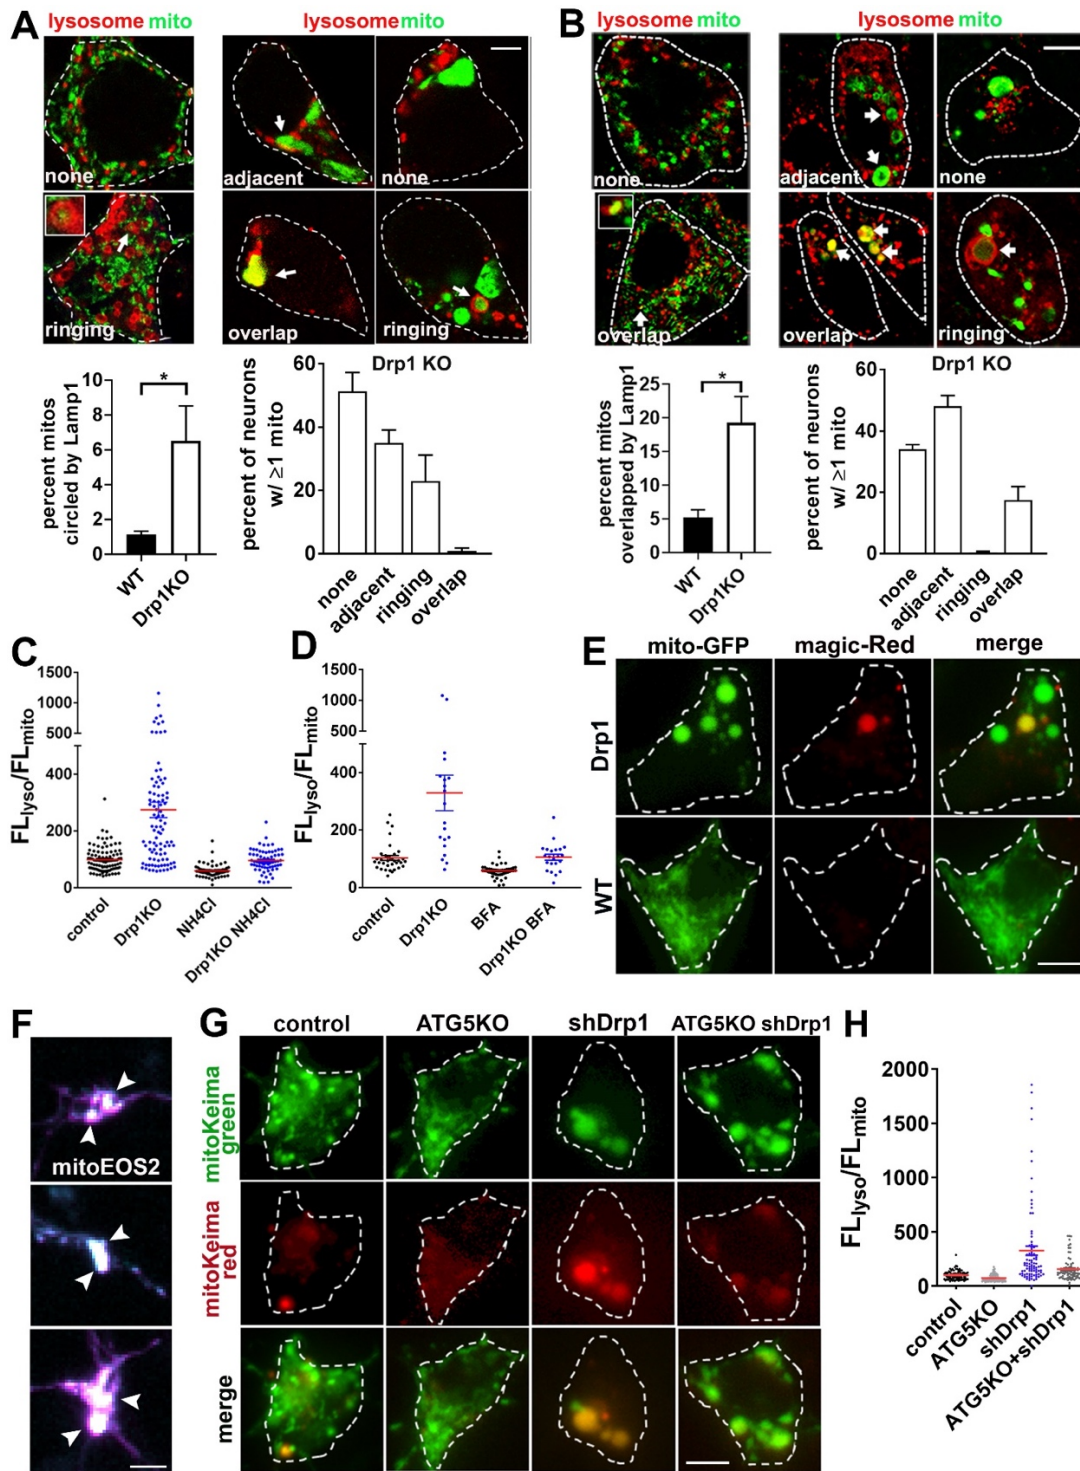 A
lysosome mito
lysosome mito
none
adjacent
none
ringing
overlap
ringing
percent mitos
circled by Lamp1
10
8
6
4
2
0
*
WT
Drp1KO
Drp1 KO
percent of neurons
w/ ≥1 mito
60
40
20
0
none
adjacent
ringing
overlap
B
lysosome mito
lysosome mito
none
adjacent
none
overlap
overlap
ringing
percent mitos
overlapped by Lamp1
25
20
15
10
5
0
*
WT
Drp1KO
Drp1 KO
percent of neurons
w/ ≥1 mito
60
40
20
0
none
adjacent
ringing
overlap
C
FLlyso/FLmito
1500
1000
500
400
200
0
control
Drp1KO
NH4Cl
Drp1KO NH4Cl
D
1500
1000
500
400
200
0
control
Drp1KO
BFA
Drp1KO BFA
E
mito-GFP
magic-Red
merge
Drp1
WT
F
mitoEOS2
G
control
ATG5KO
shDrp1
ATG5KO shDrp1
mitoKeima
green
mitoKeima
red
merge
H
FLlyso/FLmito
2000
1500
1000
500
0
control
ATG5KO
shDrp1
ATG5KO+shDrp1